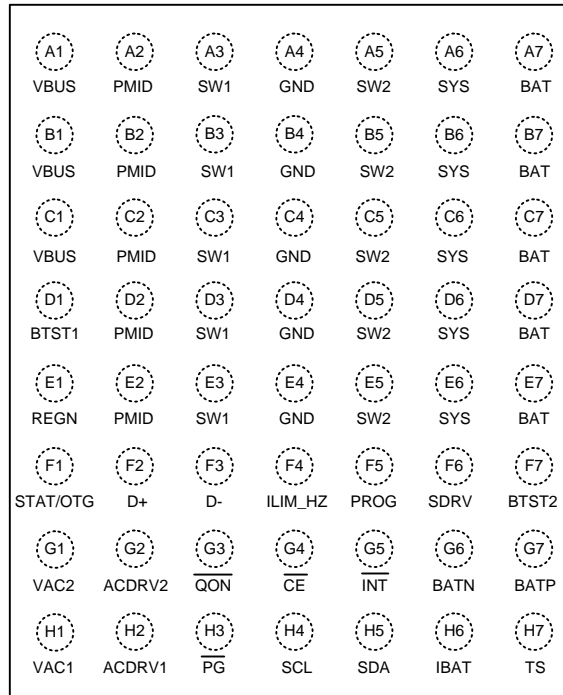 A1 A2 A3 A4 A5 A6 A7
VBUS PMID SW1 GND SW2 SYS BAT
B1 B2 B3 B4 B5 B6 B7
VBUS PMID SW1 GND SW2 SYS BAT
C1 C2 C3 C4 C5 C6 C7
VBUS PMID SW1 GND SW2 SYS BAT
D1 D2 D3 D4 D5 D6 D7
BTST1 PMID SW1 GND SW2 SYS BAT
E1 E2 E3 E4 E5 E6 E7
REGN PMID SW1 GND SW2 SYS BAT
F1 F2 F3 F4 F5 F6 F7
STAT/OTG D+ D- ILIM_HZ PROG SDRV BTST2
G1 G2 G3 G4 G5 G6 G7
VAC2 ACDRV2 Q̅O̅N̅ C̅E̅ I̅N̅T̅ BATN BATP
H1 H2 H3 H4 H5 H6 H7
VAC1 ACDRV1 P̅G̅ SCL SDA IBAT TS